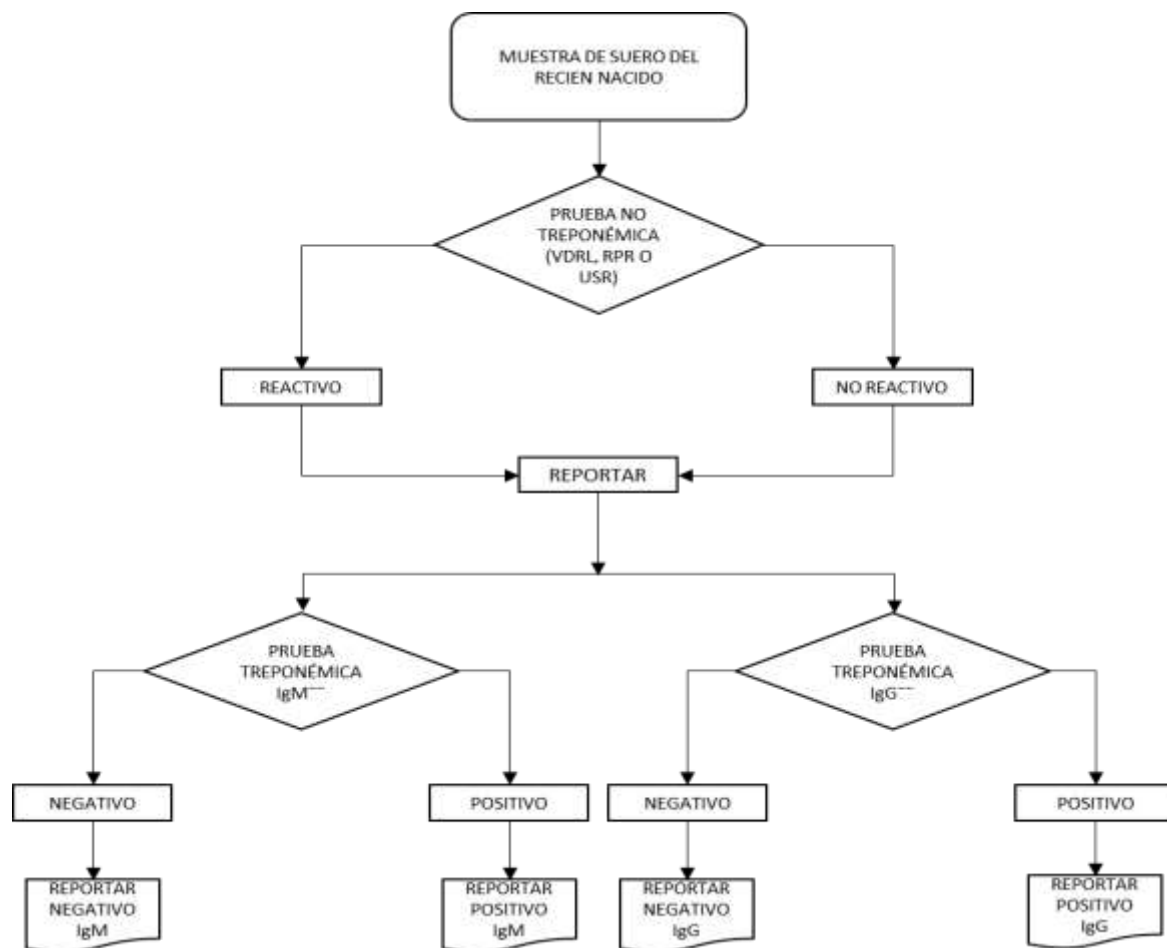 MUESTRA DE SUERO DEL
RECIEN NACIDO
PRUEBA NO
TREPONÉMICA
(VDRL, RPR O
USR)
REACTIVO
NO REACTIVO
REPORTAR
PRUEBA
TREPONÉMICA
IgM~~
PRUEBA
TREPONÉMICA
IgG~~
NEGATIVO
POSITIVO
NEGATIVO
POSITIVO
REPORTAR
NEGATIVO
IgM
REPORTAR
POSITIVO
IgM
REPORTAR
NEGATIVO
IgG
REPORTAR
POSITIVO
IgG